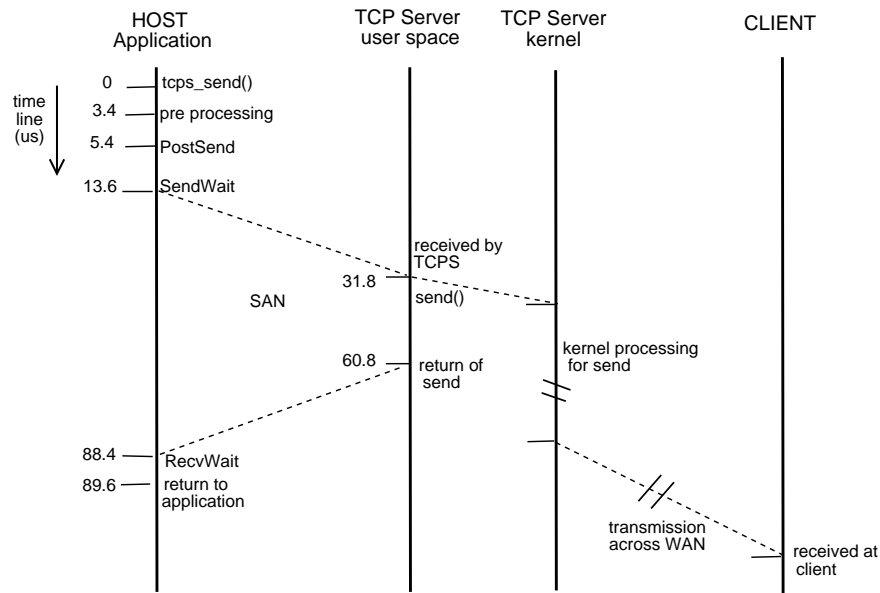 HOST
Application
TCP Server
user space
TCP Server
kernel
CLIENT
time
line
(us)
0
tcps_send()
3.4
pre processing
5.4
PostSend
13.6
SendWait
received by
TCPS
31.8
send()
SAN
kernel processing
for send
60.8
return of
send
88.4
RecvWait
89.6
return to
application
transmission
across WAN
received at
client